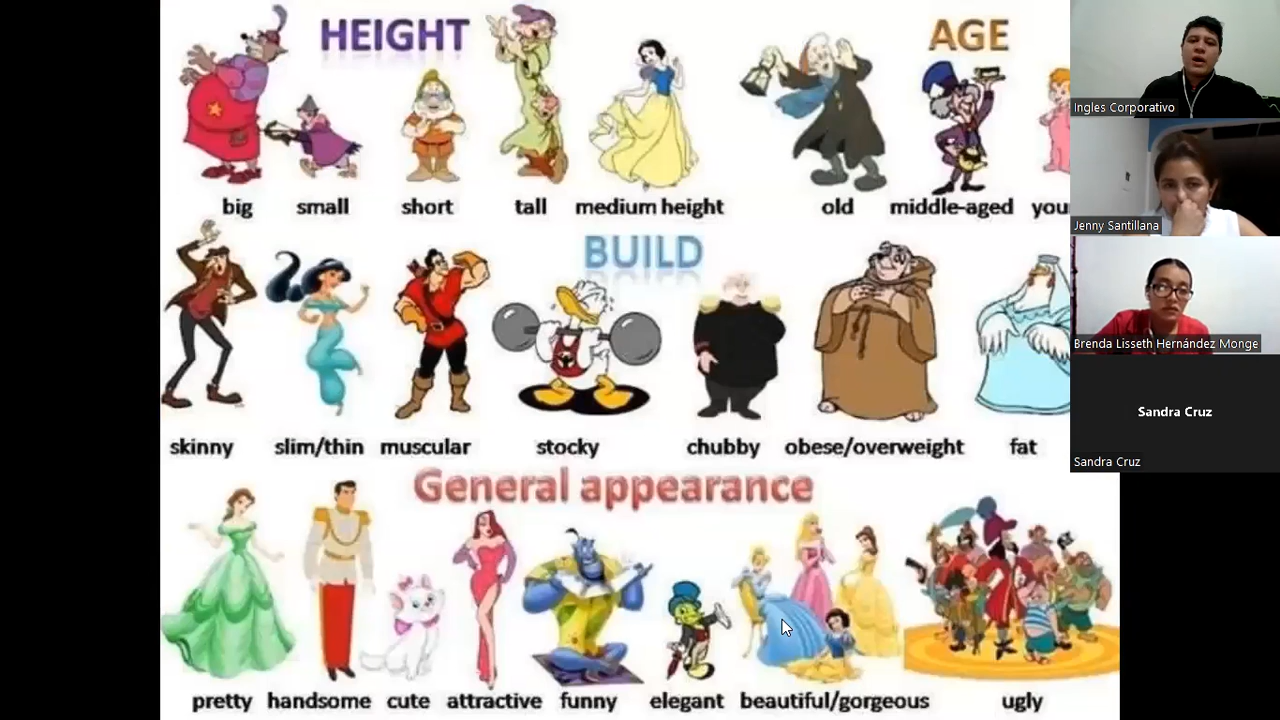 HEIGHT
AGE
big small short tall medium height old middle-aged you
BUILD
skinny slim/thin muscular stocky chubby obese/overweight fat
General appearance
pretty handsome cute attractive funny elegant beautiful/gorgeous ugly
Ingles Corporativo
Jenny Santillana
Brenda Lisseth Hernández Monge
Sandra Cruz
Sandra Cruz